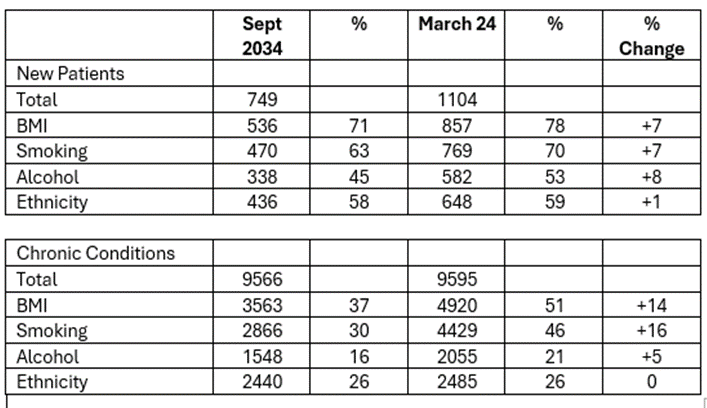 Sept 2034 % March 24 % % Change
New Patients
Total 749 1104
BMI 536 71 857 78 +7
Smoking 470 63 769 70 +7
Alcohol 338 45 582 53 +8
Ethnicity 436 58 648 59 +1
Chronic Conditions
Total 9566 9595
BMI 3563 37 4920 51 +14
Smoking 2866 30 4429 46 +16
Alcohol 1548 16 2055 21 +5
Ethnicity 2440 26 2485 26 0